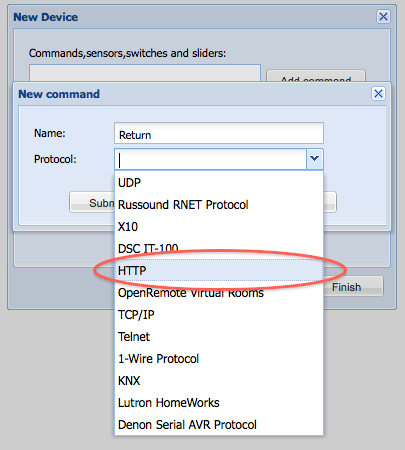 New Device
Commands,sensors,switches and sliders:
Add command
New command
Name:
Return
Protocol:
UDP
Russound RNET Protocol
X10
DSC IT-100
HTTP
OpenRemote Virtual Rooms
TCP/IP
Telnet
1-Wire Protocol
KNX
Lutron HomeWorks
Denon Serial AVR Protocol
Subm
Finish